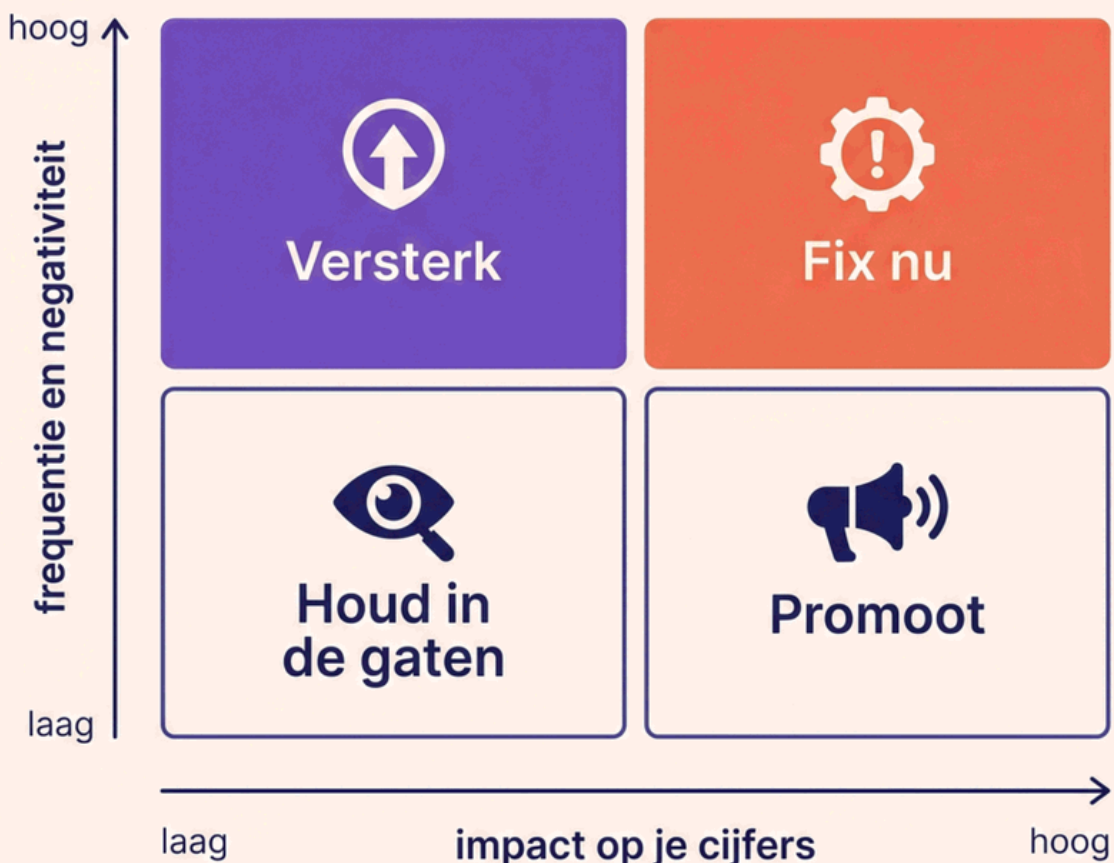 hoog
frequentie en negativiteit
Versterk
Fix nu
Houd in
de gaten
Promoot
laag
laag
impact op je cijfers
hoog